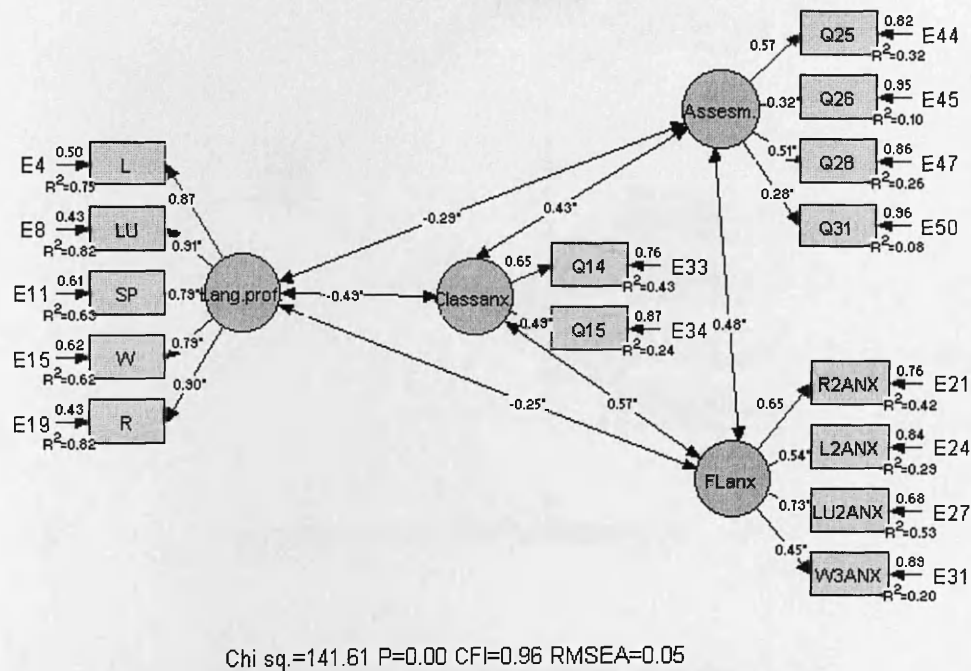 0.82
Q25
E44
R2=0.32
0.57
0.95
Q26
E45
R2=0.10
0.32*
Assesm.
0.86
Q28
E47
R2=0.26
0.51*
0.96
Q31
E50
R2=0.08
0.28*
0.50
E4
L
R2=0.75
0.87
0.43
E8
LU
R2=0.82
0.91*
0.61
E11
SP
R2=0.63
0.79*
Lang.prof.
0.62
E15
W
R2=0.62
0.79*
0.43
E19
R
R2=0.82
0.90*
-0.29*
0.43*
-0.43*
Classanx.
0.65
Q14
0.76
E33
R2=0.43
0.49*
Q15
0.87
E34
R2=0.24
0.48*
-0.25*
0.57*
FLanx
0.65
R2ANX
0.76
E21
R2=0.42
0.54*
L2ANX
0.84
E24
R2=0.29
0.73*
LU2ANX
0.68
E27
R2=0.53
0.45*
W3ANX
0.89
E31
R2=0.20
Chi sq.=141.61 P=0.00 CFI=0.96 RMSEA=0.05